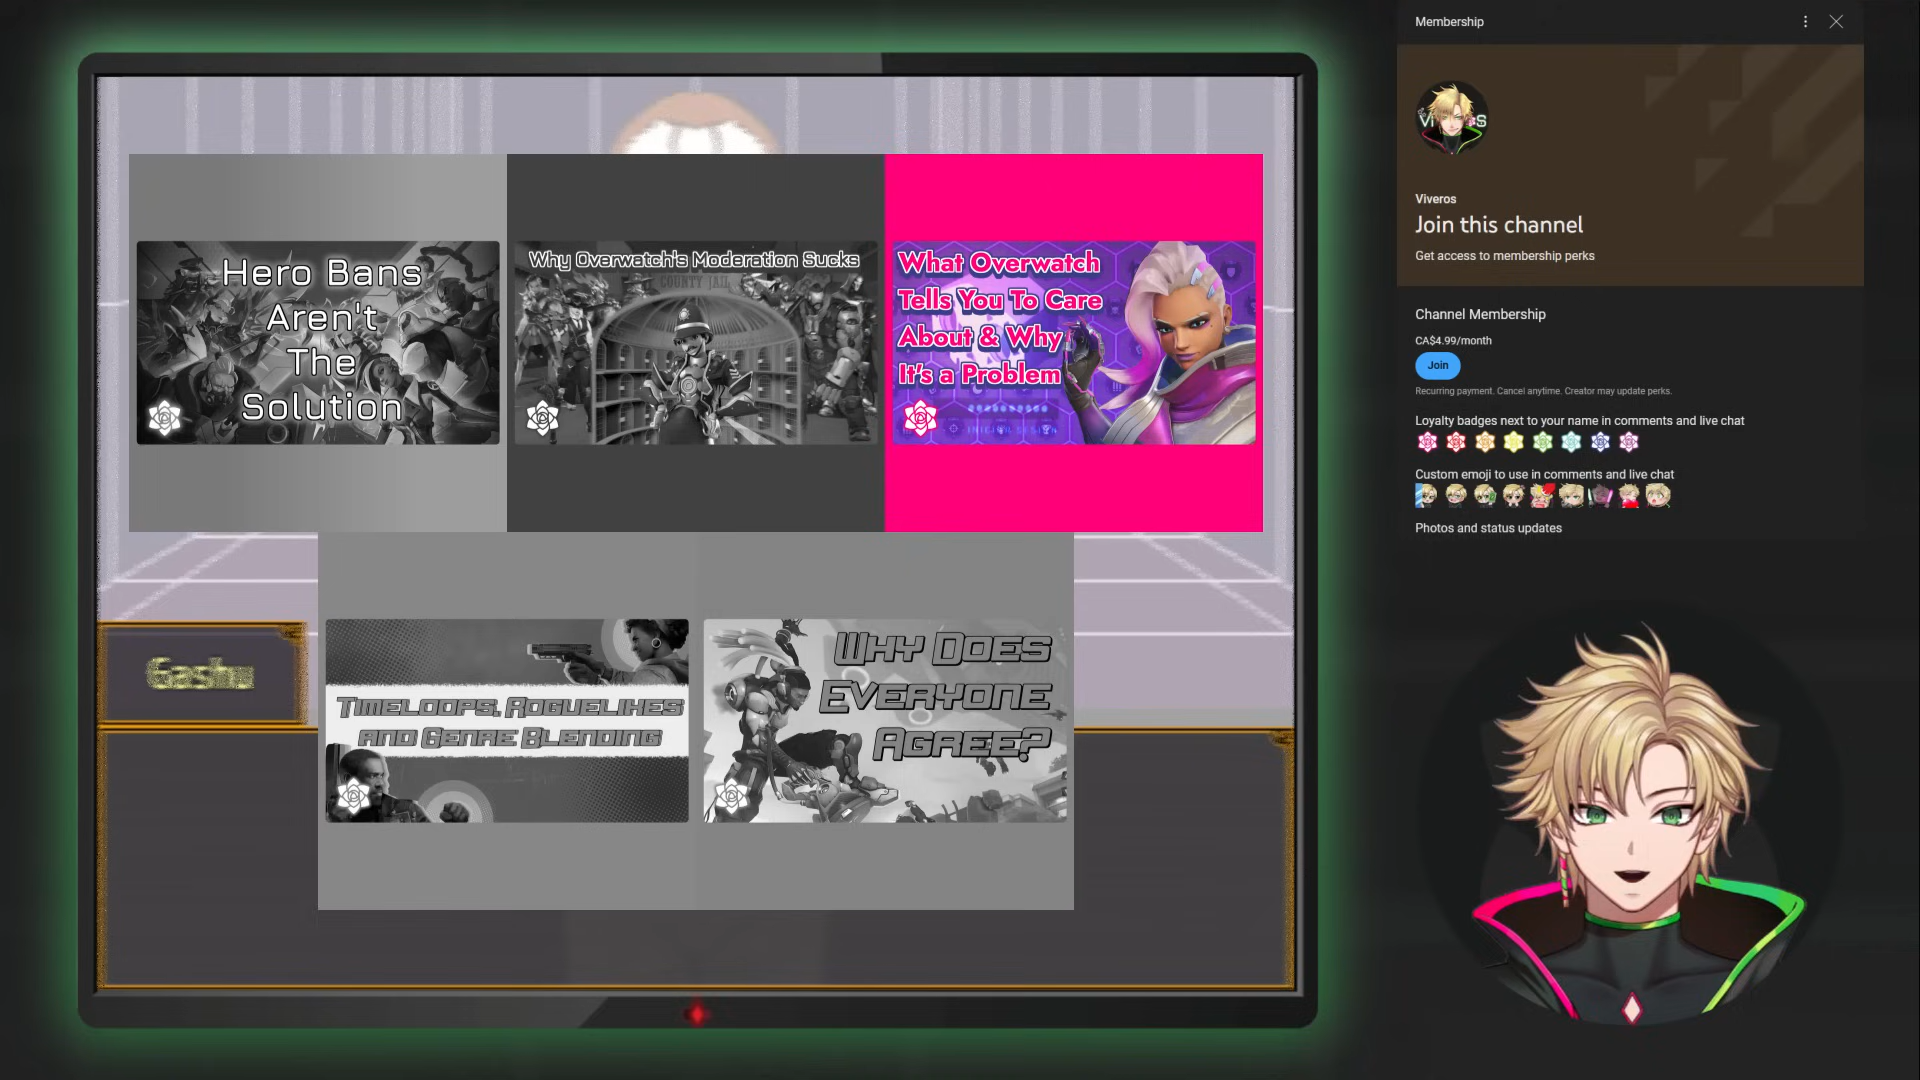 Hero Bans
Aren't
The
Solution
Why Overwatch's Moderation Sucks
COUNTY JAIL
What Overwatch
Tells You To Care
About & Why
It's a Problem
Timeloops, Roguelikes
and Genre Blending
Why Does
Everyone
Agree?
Gashu
Membership
Viveros
Join this channel
Get access to membership perks
Channel Membership
CA$4.99/month
Join
Recurring payment. Cancel anytime. Creator may update perks.
Loyalty badges next to your name in comments and live chat
Custom emoji to use in comments and live chat
Photos and status updates